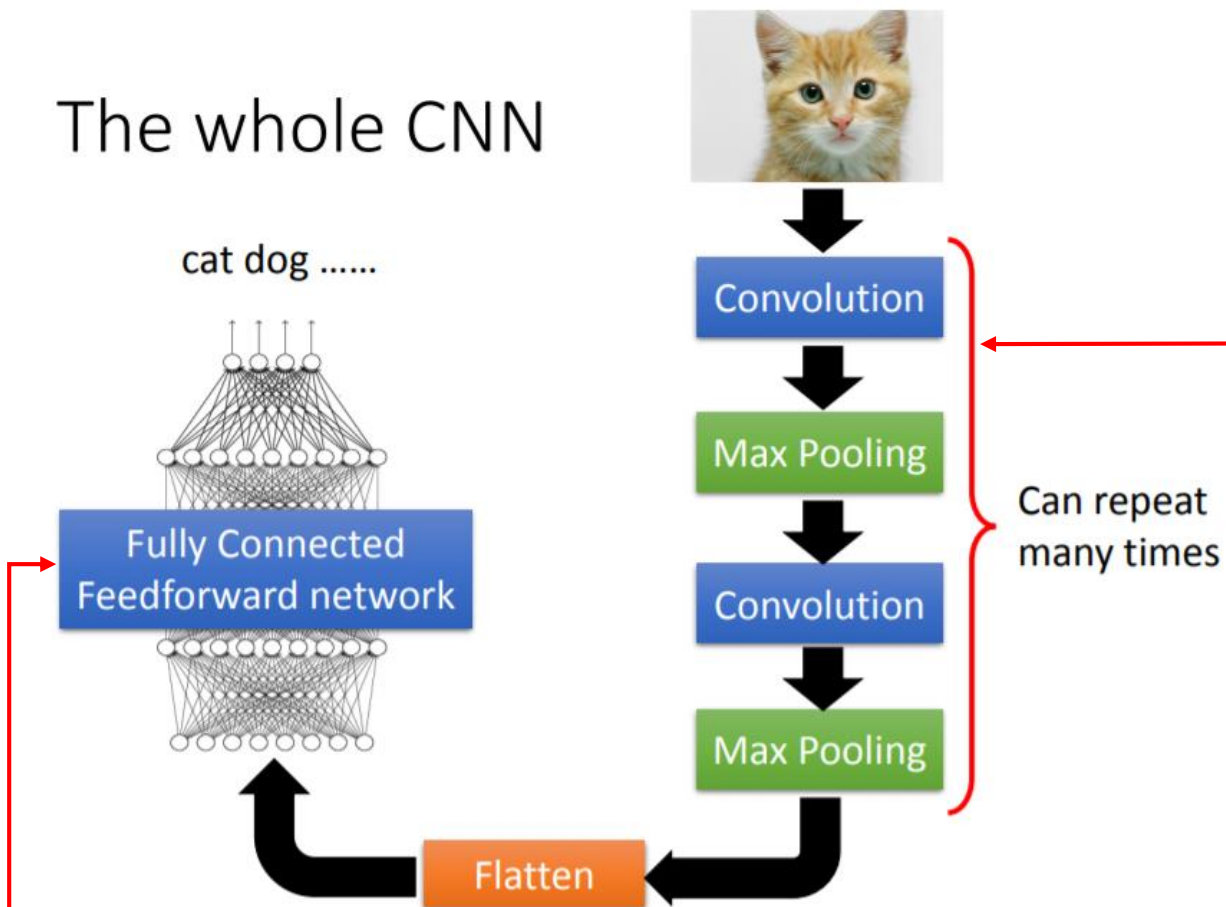 The whole CNN
cat dog ......
Convolution
Max Pooling
Convolution
Max Pooling
Can repeat
many times
Flatten
Fully Connected
Feedforward network